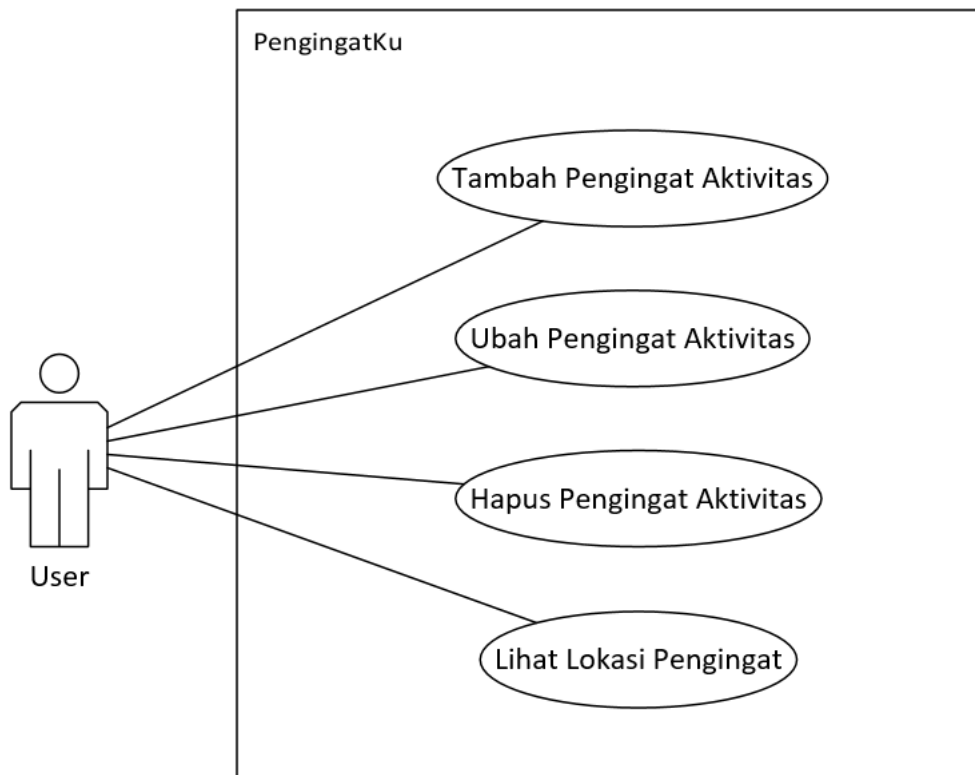 PengingatKu
Tambah Pengingat Aktivitas
Ubah Pengingat Aktivitas
Hapus Pengingat Aktivitas
User
Lihat Lokasi Pengingat